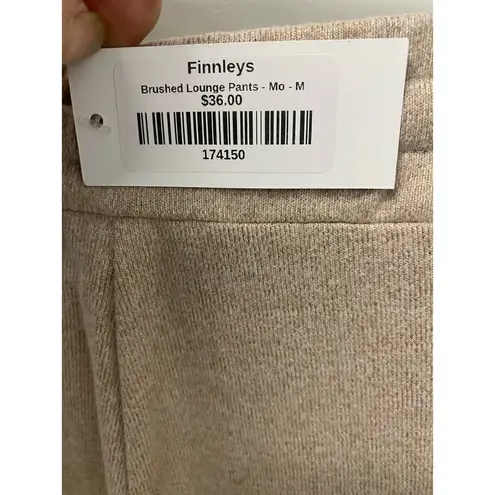 Finnleys
Brushed Lounge Pants - Mo - M
$36.00
174150